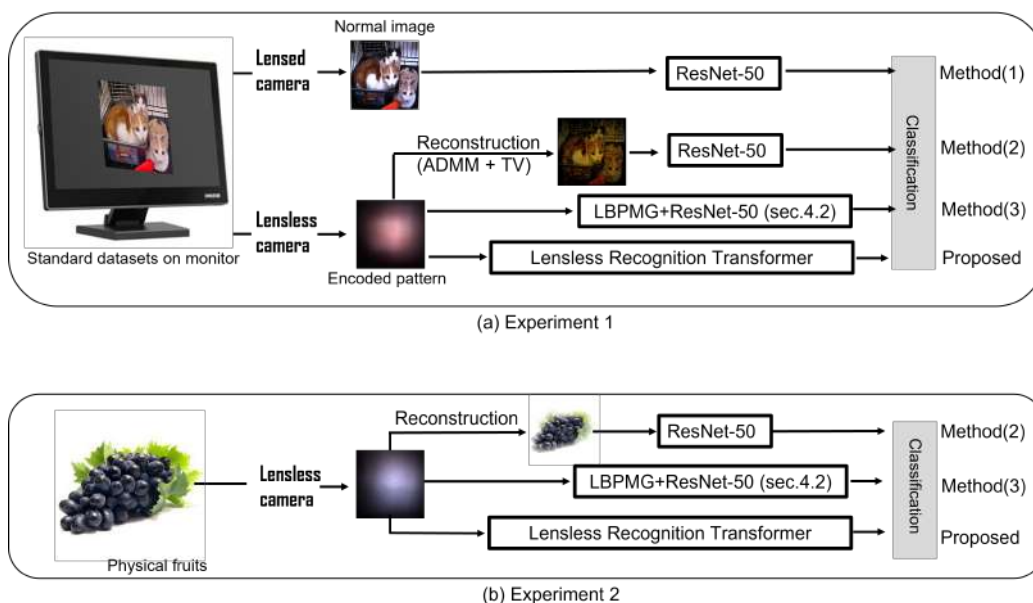 Normal image
Lensed
camera
ResNet-50
Method(1)
Reconstruction
(ADMM + TV)
ResNet-50
Method(2)
Classification
Lensless
camera
LBPMG+ResNet-50 (sec.4.2)
Method(3)
Standard datasets on monitor
Lensless Recognition Transformer
Proposed
Encoded pattern
(a) Experiment 1
Reconstruction
ResNet-50
Method(2)
Classification
Lensless
camera
LBPMG+ResNet-50 (sec.4.2)
Method(3)
Lensless Recognition Transformer
Proposed
Physical fruits
(b) Experiment 2